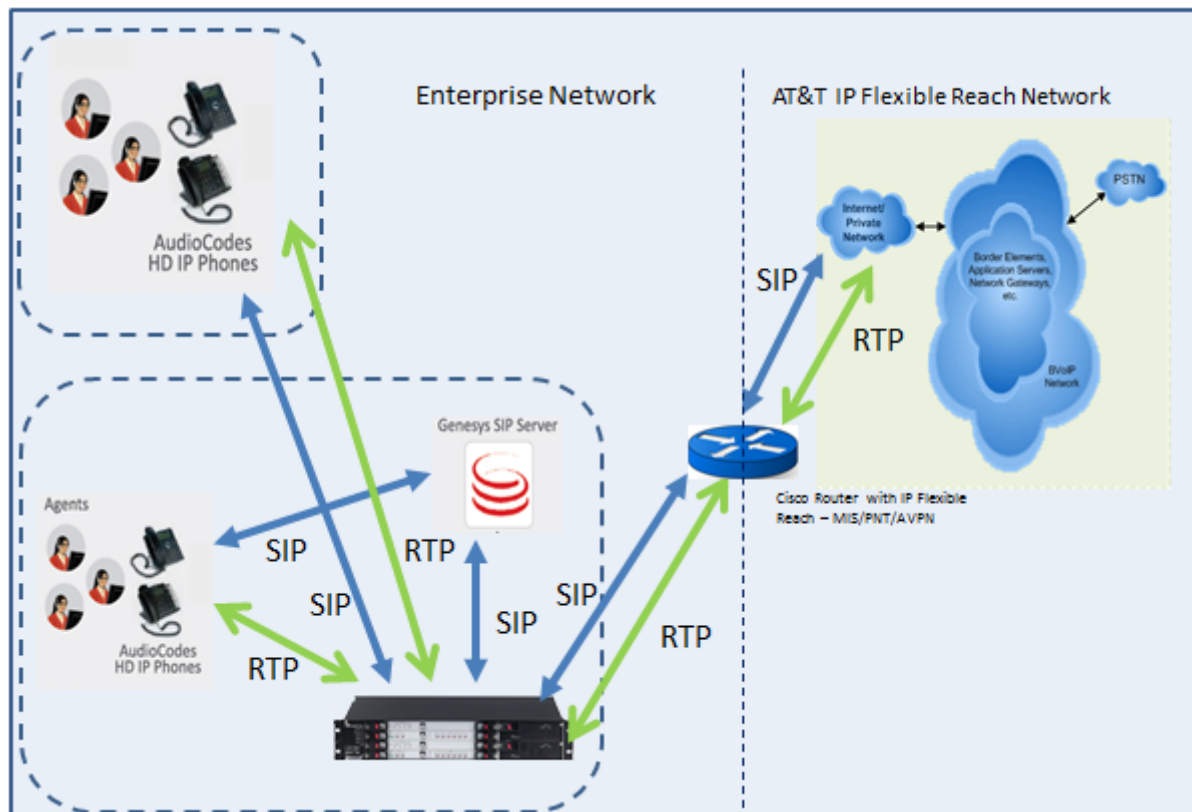 Enterprise Network
AT&T IP Flexible Reach Network
AudioCodes
HD IP Phones
Internet/
Private
Network
PSTN
Border Elements,
Application Servers,
Network Gateways,
etc.
BVoIP
Network
SIP
RTP
Genesys SIP Server
Cisco Router with IP Flexible
Reach – MIS/PNT/AVPN
Agents
SIP
RTP
SIP
SIP
SIP
RTP
RTP
AudioCodes
HD IP Phones